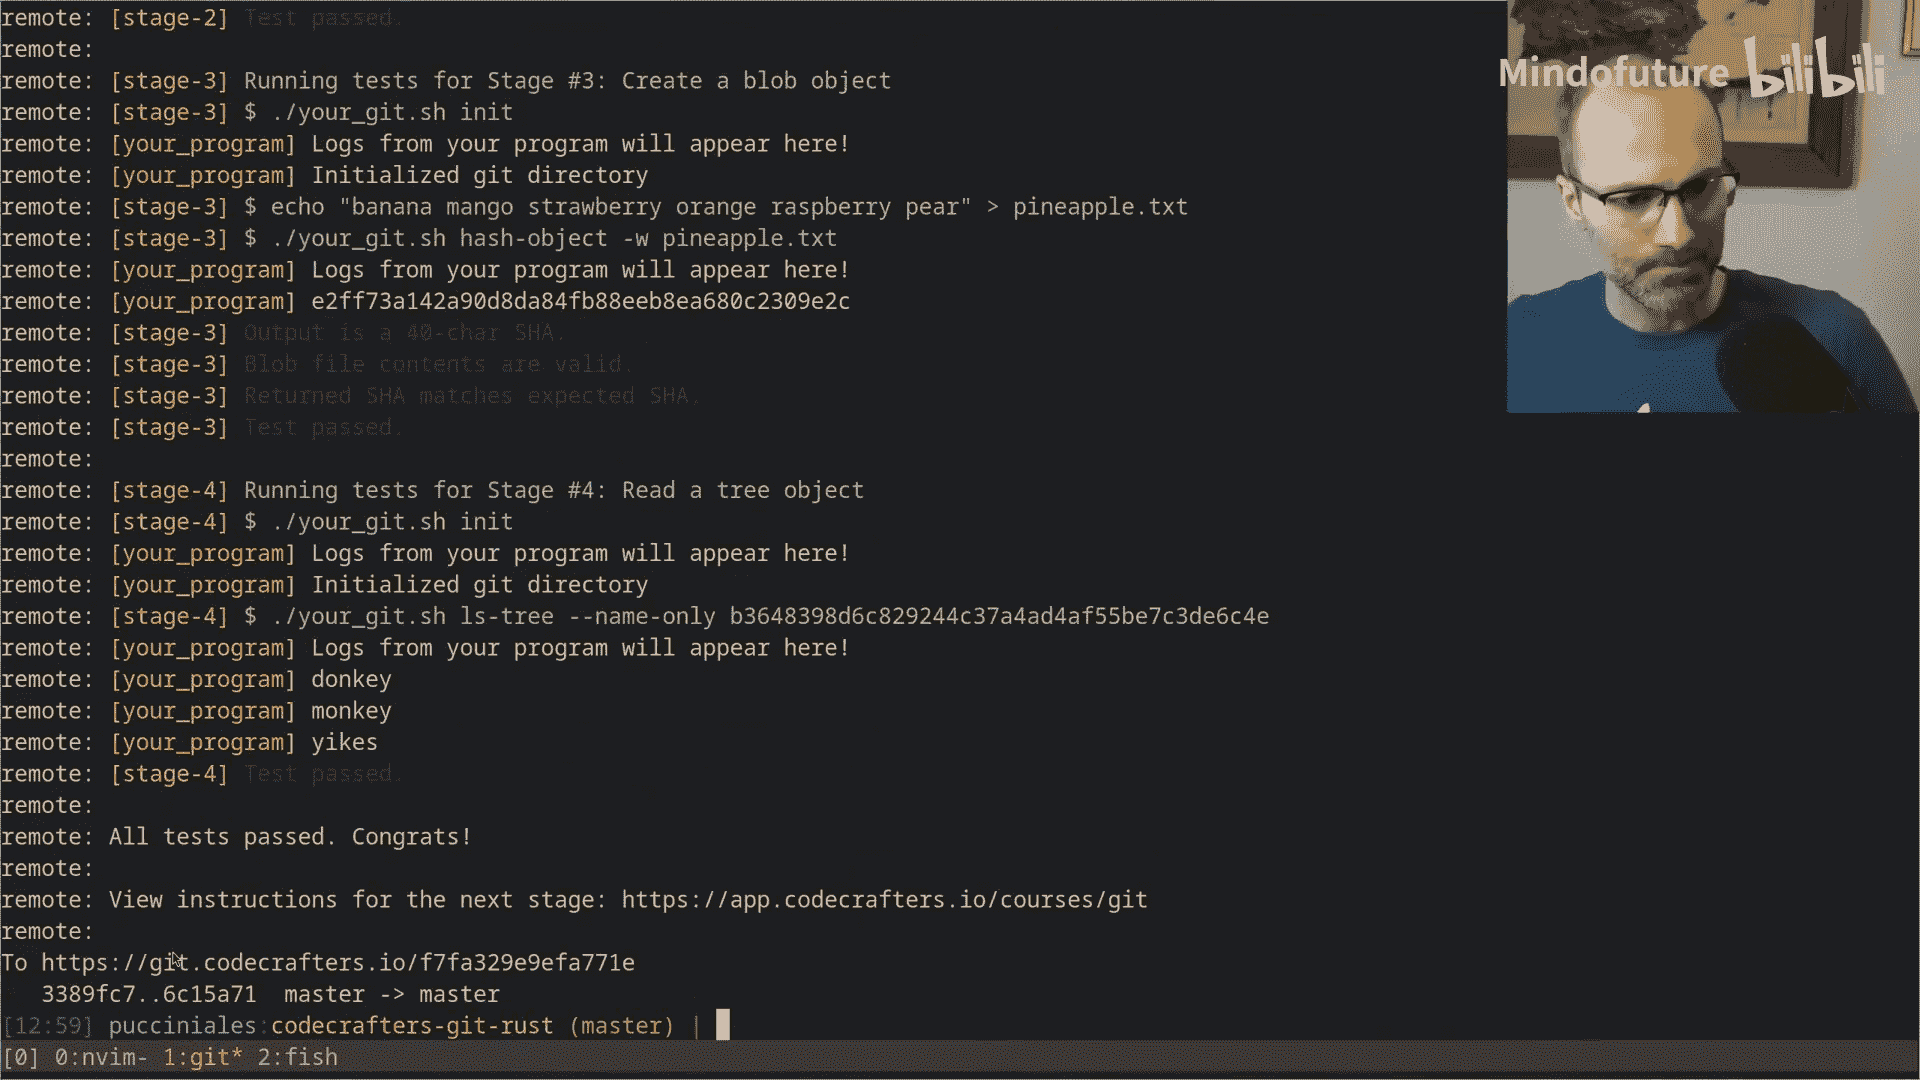 remote: [stage-2] Test passed.
remote:
remote: [stage-3] Running tests for Stage #3: Create a blob object
remote: [stage-3] $ ./your_git.sh init
remote: [your_program] Logs from your program will appear here!
remote: [your_program] Initialized git directory
remote: [stage-3] $ echo "banana mango strawberry orange raspberry pear" > pineapple.txt
remote: [stage-3] $ ./your_git.sh hash-object -w pineapple.txt
remote: [your_program] Logs from your program will appear here!
remote: [your_program] e2ff73a142a90d8da84fb88eeb8ea680c2309e2c
remote: [stage-3] Output is a 40-char SHA.
remote: [stage-3] Blob file contents are valid.
remote: [stage-3] Returned SHA matches expected SHA.
remote: [stage-3] Test passed.
remote:
remote: [stage-4] Running tests for Stage #4: Read a tree object
remote: [stage-4] $ ./your_git.sh init
remote: [your_program] Logs from your program will appear here!
remote: [your_program] Initialized git directory
remote: [stage-4] $ ./your_git.sh ls-tree --name-only b3648398d6c829244c37a4ad4af55be7c3de6c4e
remote: [your_program] Logs from your program will appear here!
remote: [your_program] donkey
remote: [your_program] monkey
remote: [your_program] yikes
remote: [stage-4] Test passed.
remote:
remote: All tests passed. Congrats!
remote:
remote: View instructions for the next stage: https://app.codecrafters.io/courses/git
remote:
To https://git.codecrafters.io/f7fa329e9efa771e
3389fc7..6c15a71 master -> master
[12:59] pucciniales:codecrafters-git-rust (master) |
[0] 0:nvim- 1:git* 2:fish
Mindofuture bilibili